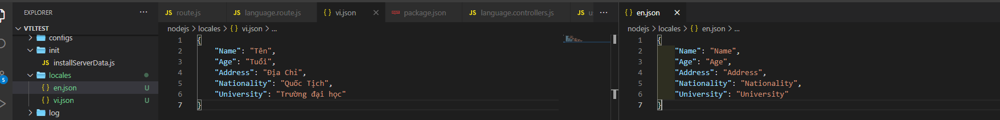 EXPLORER
VTLTEST
configs
init
JS installServerData.js
locales
{ } en.json U
{ } vi.json U
log
5
JS route.js
JS language.route.js
{ } vi.json
npm package.json
JS language.controllers.js
JS us
nodejs > locales > { } vi.json > ...
1 {
2 "Name": "Tên",
3 "Age": "Tuổi",
4 "Address": "Địa Chỉ",
5 "Nationality": "Quốc Tịch",
6 "University": "Trường đại học"
7 }
{ } en.json
nodejs > locales > { } en.json > ...
1 {
2 "Name": "Name",
3 "Age": "Age",
4 "Address": "Address",
5 "Nationality": "Nationality",
6 "University": "University"
7 }